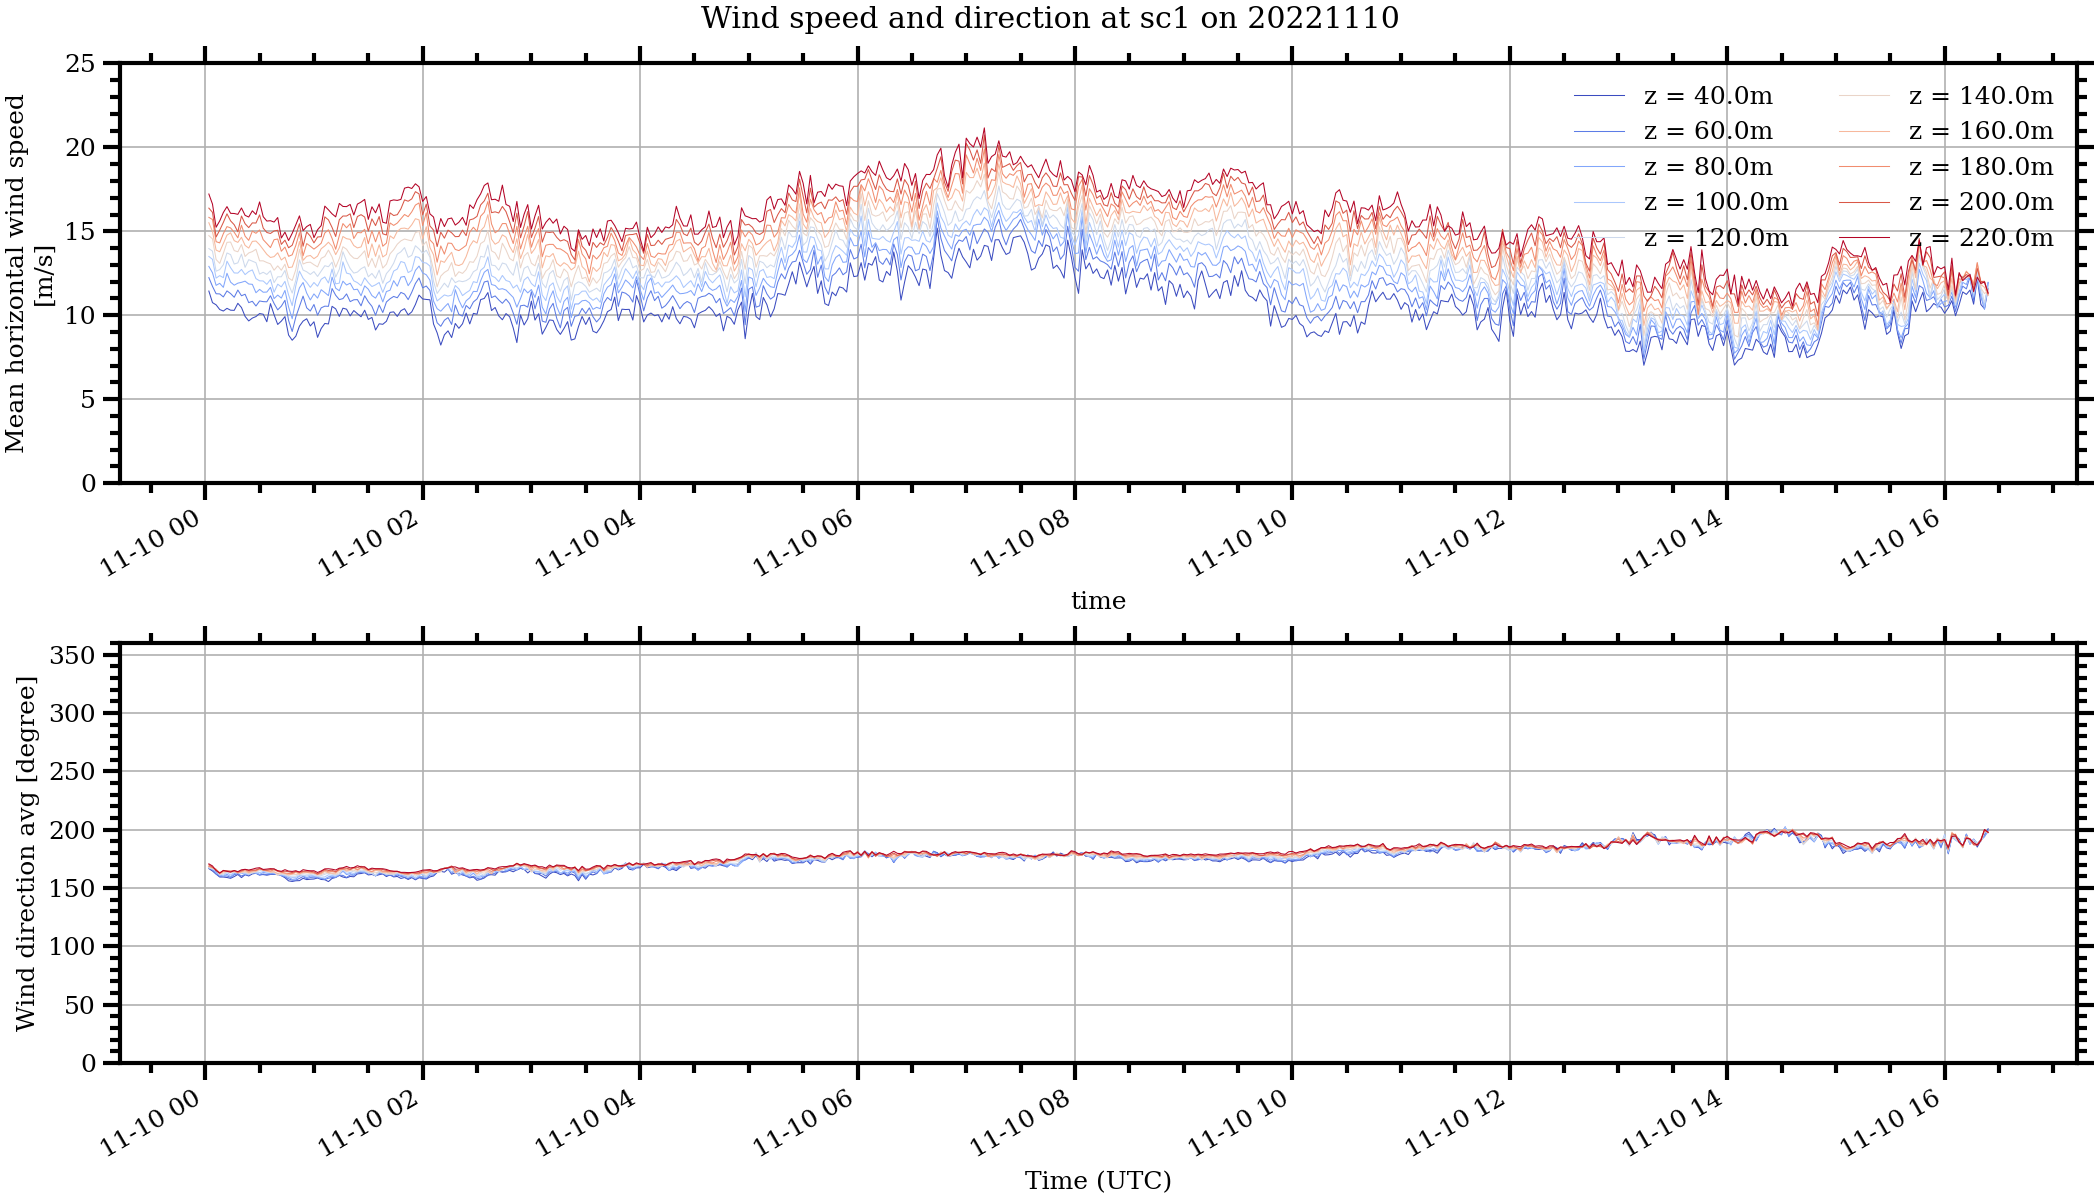 Wind speed and direction at sc1 on 20221110
Mean horizontal wind speed
[m/s]
25
20
15
10
5
0
z = 40.0m
z = 60.0m
z = 80.0m
z = 100.0m
z = 120.0m
z = 140.0m
z = 160.0m
z = 180.0m
z = 200.0m
z = 220.0m
11-10 00
11-10 02
11-10 04
11-10 06
11-10 08
11-10 10
11-10 12
11-10 14
11-10 16
time
Wind direction avg [degree]
350
300
250
200
150
100
50
0
11-10 00
11-10 02
11-10 04
11-10 06
11-10 08
11-10 10
11-10 12
11-10 14
11-10 16
Time (UTC)